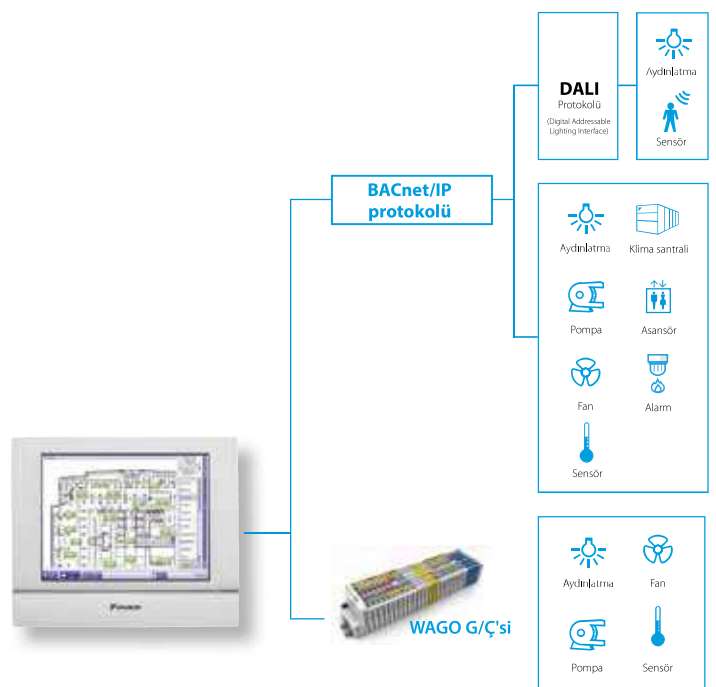 DALI
Protokolü
(Digital Addressable
Lighting Interface)
Aydınlatma
Sensör
BACnet/IP
protokolü
Aydınlatma
Klima santrali
Pompa
Asansör
Fan
Alarm
Sensör
DAIKIN
WAGO G/Ç'si
Aydınlatma
Fan
Pompa
Sensör